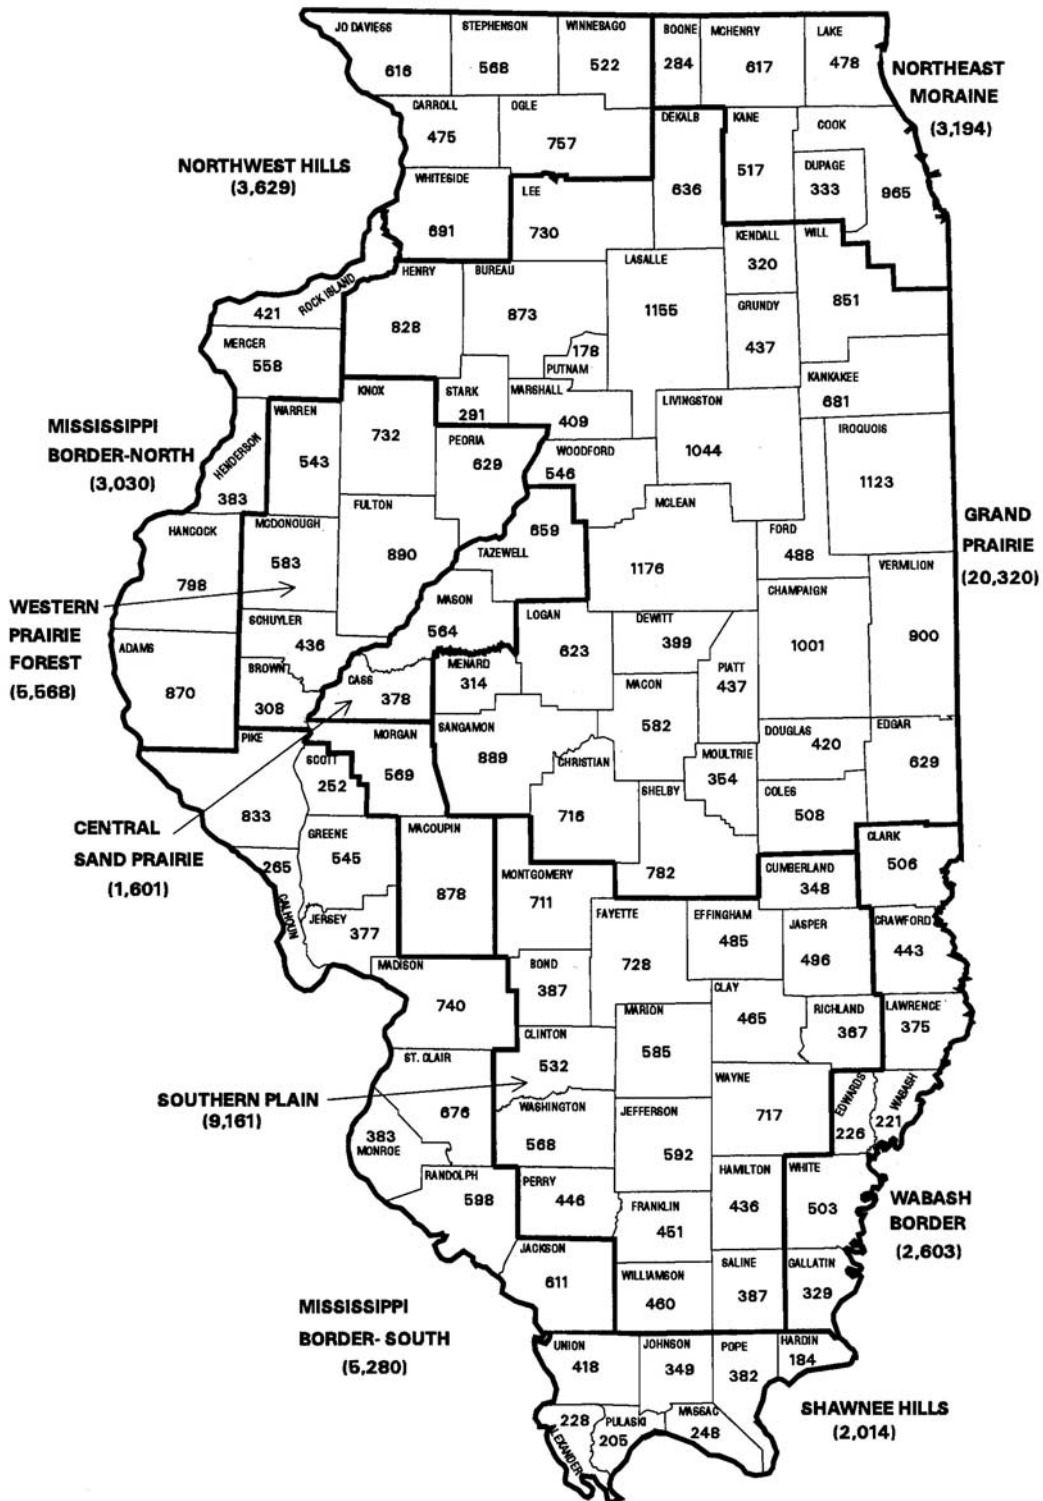 JO DAVIESS
616
STEPHENSON
568
WINNEBAGO
522
BOONE
284
MCHENRY
617
LAKE
478
NORTHEAST
MORAINE
(3,194)
CARROLL
475
OGLE
757
DEKALB
636
KANE
517
COOK
965
DUPAGE
333
NORTHWEST HILLS
(3,629)
WHITESIDE
691
LEE
730
KENDALL
320
WILL
851
ROCK ISLAND
421
HENRY
828
BUREAU
873
LASALLE
1155
GRUNDY
437
MERCER
558
178
PUTNAM
KANKAKEE
681
KNOX
732
STARK
291
MARSHALL
409
LIVINGSTON
1044
IROQUOIS
1123
MISSISSIPPI
BORDER-NORTH
(3,030)
WARREN
543
HENDERSON
383
PEORIA
629
WOODFORD
546
HANCOCK
798
MCDONOUGH
583
FULTON
890
659
TAZEWELL
MCLEAN
1176
FORD
488
GRAND
PRAIRIE
(20,320)
VERMILION
900
WESTERN
PRAIRIE
FOREST
(5,568)
CHAMPAIGN
1001
ADAMS
870
SCHUYLER
436
MASON
564
LOGAN
623
DEWITT
399
PIATT
437
BROWN
308
CASS
378
MENARD
314
MACON
582
PIKE
833
SCOTT
252
MORGAN
569
SANGAMON
889
CHRISTIAN
716
MOULTRIE
354
DOUGLAS
420
EDGAR
629
SHELBY
782
COLES
508
CENTRAL
SAND PRAIRIE
(1,601)
GREENE
545
MACOUPIN
878
CLARK
506
265
CALHOUN
JERSEY
377
MONTGOMERY
711
CUMBERLAND
348
FAYETTE
728
EFFINGHAM
485
JASPER
496
CRAWFORD
443
MADISON
740
BOND
387
CLAY
465
RICHLAND
367
LAWRENCE
375
MARION
585
ST. CLAIR
676
CLINTON
532
SOUTHERN PLAIN
(9,161)
WAYNE
717
EDWARDS
226
WABASH
221
383
MONROE
WASHINGTON
568
JEFFERSON
592
RANDOLPH
598
PERRY
446
HAMILTON
436
WHITE
503
WABASH
BORDER
(2,603)
FRANKLIN
451
JACKSON
611
WILLIAMSON
460
SALINE
387
GALLATIN
329
MISSISSIPPI
BORDER- SOUTH
(5,280)
UNION
418
JOHNSON
349
POPE
382
HARDIN
184
SHAWNEE HILLS
(2,014)
228
ALEXANDER
PULASKI
205
MASSAC
248